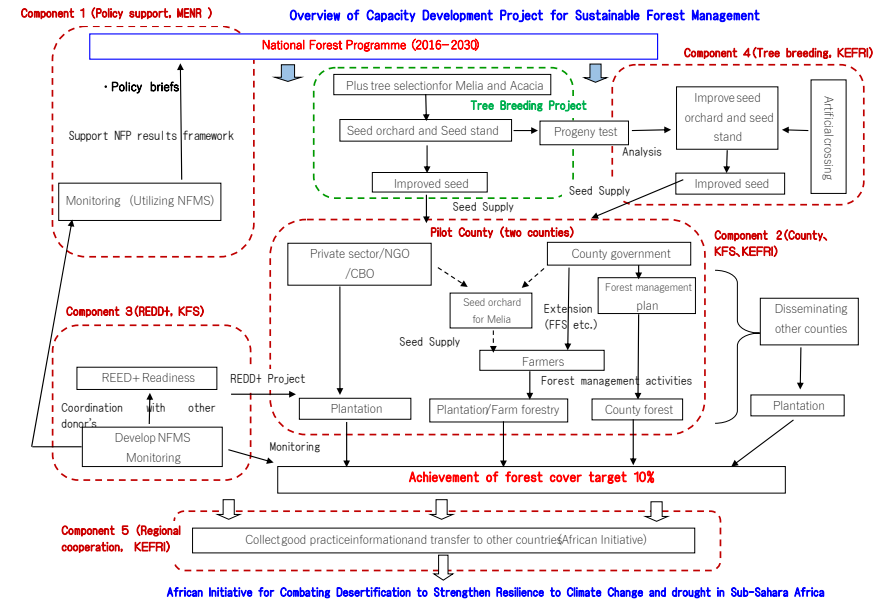 Component 1 (Policy support, MENR )
Overview of Capacity Development Project for Sustainable Forest Management
National Forest Programme (2016-2030)
Component 4(Tree breeding, KEFRI)
・Policy briefs
Support NFP results framework
Monitoring (Utilizing NFMS)
Plus tree selectionfor Melia and Acacia
Tree Breeding Project
Seed orchard and Seed stand
Progeny test
Analysis
Improved seed
Seed Supply
Improve seed
orchard and seed
stand
Artificialcrossing
Improved seed
Seed Supply
Pilot County (two counties)
Component 2(County、
KFS、KEFRI)
Private sector/NGO
/CBO
County government
Seed orchard
for Melia
Extension
(FFS etc.)
Forest management
plan
Seed Supply
Farmers
Forest management activities
Plantation
Plantation/Farm forestry
County forest
Disseminating
other counties
Plantation
Component 3(REDD+, KFS)
REED+ Readiness
REDD+ Project
Coordination with other
donor's
Develop NFMS
Monitoring
Monitoring
Achievement of forest cover target 10%
Component 5 (Regional
cooperation, KEFRI)
Collect good practice information and transfer to other countries(African Initiative)
African Initiative for Combating Desertification to Strengthen Resilience to Climate Change and drought in Sub-Sahara Africa